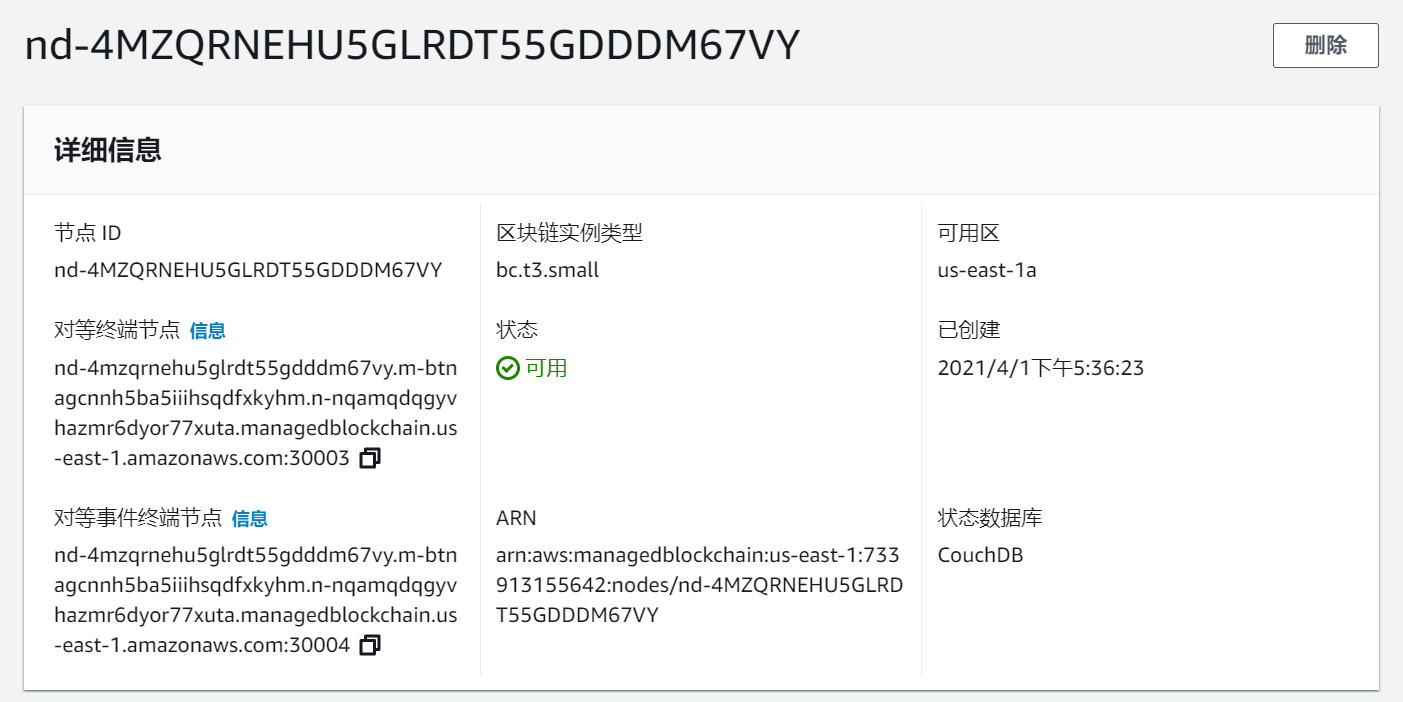 nd-4MZQRNEHU5GLRDT55GDDDM67VY
删除
详细信息
节点 ID
nd-4MZQRNEHU5GLRDT55GDDDM67VY
区块链实例类型
bc.t3.small
可用区
us-east-1a
对等终端节点 信息
nd-4mzqrnehu5glrdt55gdddm67vy.m-btn
agcnnh5ba5iiihsqdfxkyhm.n-nqamqdqgyv
hazmr6dyor77xuta.managedblockchain.us
-east-1.amazonaws.com:30003
状态
可用
已创建
2021/4/1下午5:36:23
对等事件终端节点 信息
nd-4mzqrnehu5glrdt55gdddm67vy.m-btn
agcnnh5ba5iiihsqdfxkyhm.n-nqamqdqgyv
hazmr6dyor77xuta.managedblockchain.us
-east-1.amazonaws.com:30004
ARN
arn:aws:managedblockchain:us-east-1:733
913155642:nodes/nd-4MZQRNEHU5GLRD
T55GDDDM67VY
状态数据库
CouchDB